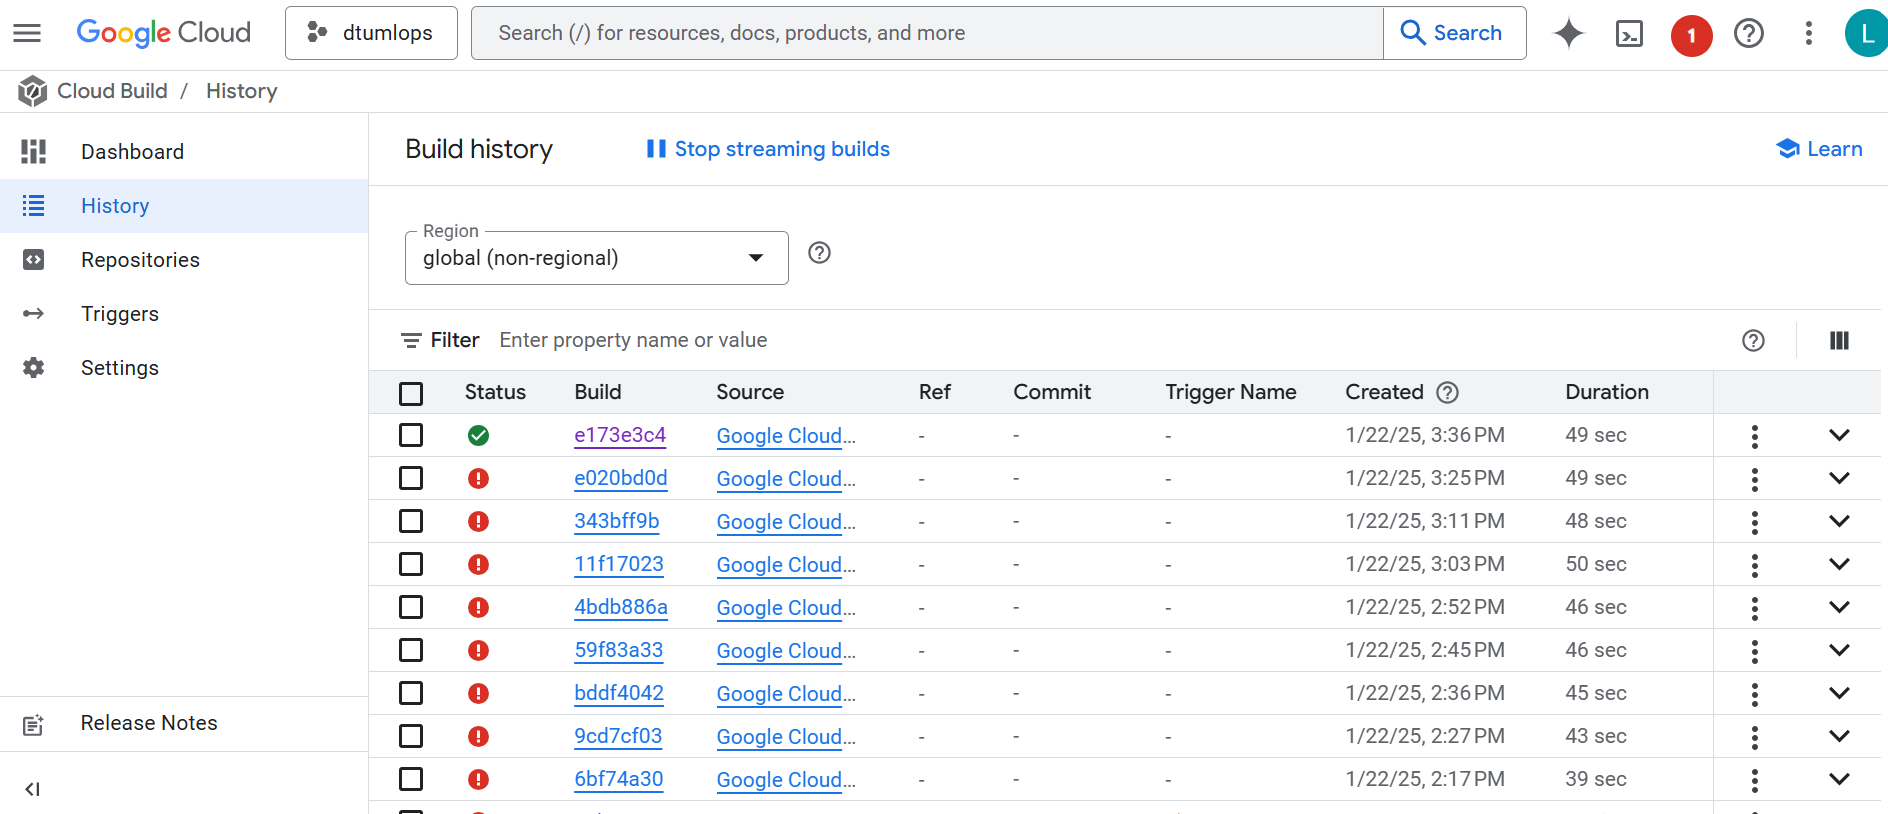 Google Cloud
dtumlops
Search (/) for resources, docs, products, and more
Search
1
L
Cloud Build / History
Dashboard
History
Repositories
Triggers
Settings
Release Notes
Build history
Stop streaming builds
Learn
Region
global (non-regional)
Filter Enter property name or value
Status Build Source Ref Commit Trigger Name Created Duration
e173e3c4 Google Cloud... - - - 1/22/25, 3:36 PM 49 sec
e020bd0d Google Cloud... - - - 1/22/25, 3:25 PM 49 sec
343bff9b Google Cloud... - - - 1/22/25, 3:11 PM 48 sec
11f17023 Google Cloud... - - - 1/22/25, 3:03 PM 50 sec
4bdb886a Google Cloud... - - - 1/22/25, 2:52 PM 46 sec
59f83a33 Google Cloud... - - - 1/22/25, 2:45 PM 46 sec
bddf4042 Google Cloud... - - - 1/22/25, 2:36 PM 45 sec
9cd7cf03 Google Cloud... - - - 1/22/25, 2:27 PM 43 sec
6bf74a30 Google Cloud... - - - 1/22/25, 2:17 PM 39 sec